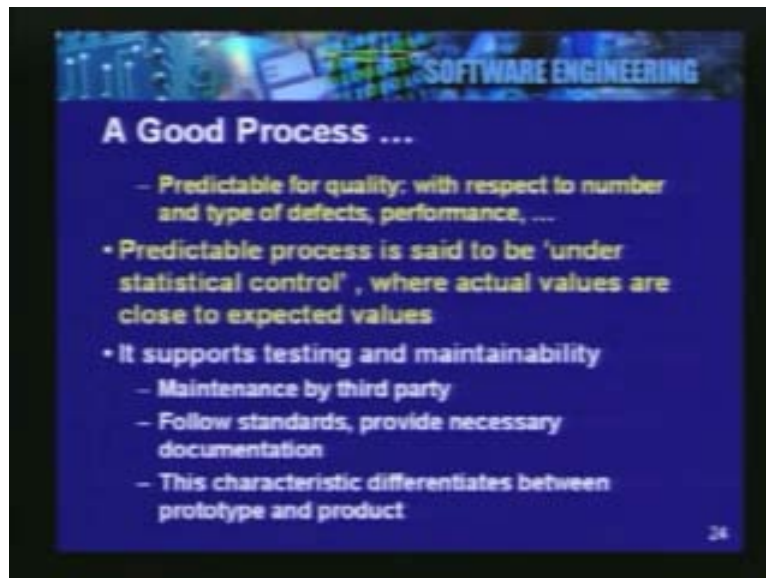 SOFTWARE ENGINEERING
A Good Process ...
– Predictable for quality: with respect to number
and type of defects, performance, ...
• Predictable process is said to be 'under
statistical control' , where actual values are
close to expected values
• It supports testing and maintainability
– Maintenance by third party
– Follow standards, provide necessary
documentation
– This characteristic differentiates between
prototype and product
24